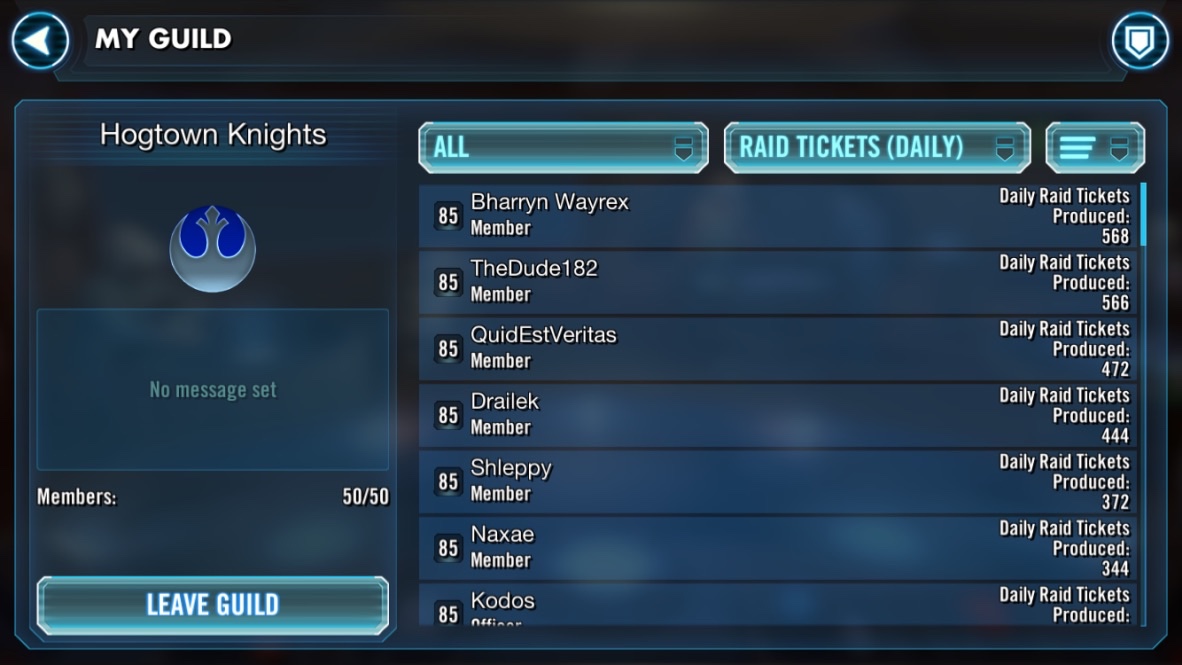 MY GUILD
Hogtown Knights
No message set
Members: 50/50
LEAVE GUILD
ALL
RAID TICKETS (DAILY)
85
Bharryn Wayrex
Member
Daily Raid Tickets
Produced:
568
85
TheDude182
Member
Daily Raid Tickets
Produced:
566
85
QuidEstVeritas
Member
Daily Raid Tickets
Produced:
472
85
Drailek
Member
Daily Raid Tickets
Produced:
444
85
Shleppy
Member
Daily Raid Tickets
Produced:
372
85
Naxae
Member
Daily Raid Tickets
Produced:
344
85
Kodos
Officer
Daily Raid Tickets
Produced: